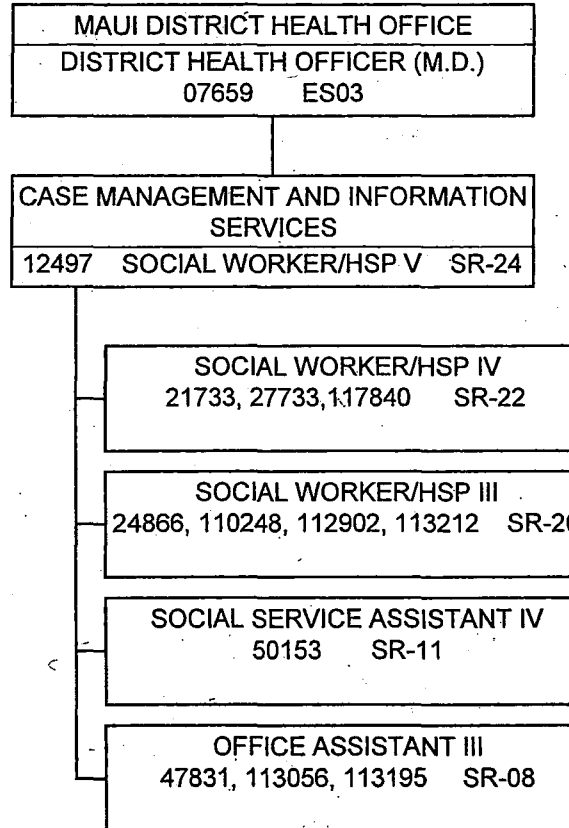 MAUI DISTRICT HEALTH OFFICE
DISTRICT HEALTH OFFICER (M.D.)
07659 ES03
CASE MANAGEMENT AND INFORMATION
SERVICES
12497 SOCIAL WORKER/HSP V SR-24
SOCIAL WORKER/HSP IV
21733, 27733,117840 SR-22
SOCIAL WORKER/HSP III
24866, 110248, 112902, 113212 SR-20
SOCIAL SERVICE ASSISTANT IV
50153 SR-11
OFFICE ASSISTANT III
47831, 113056, 113195 SR-08